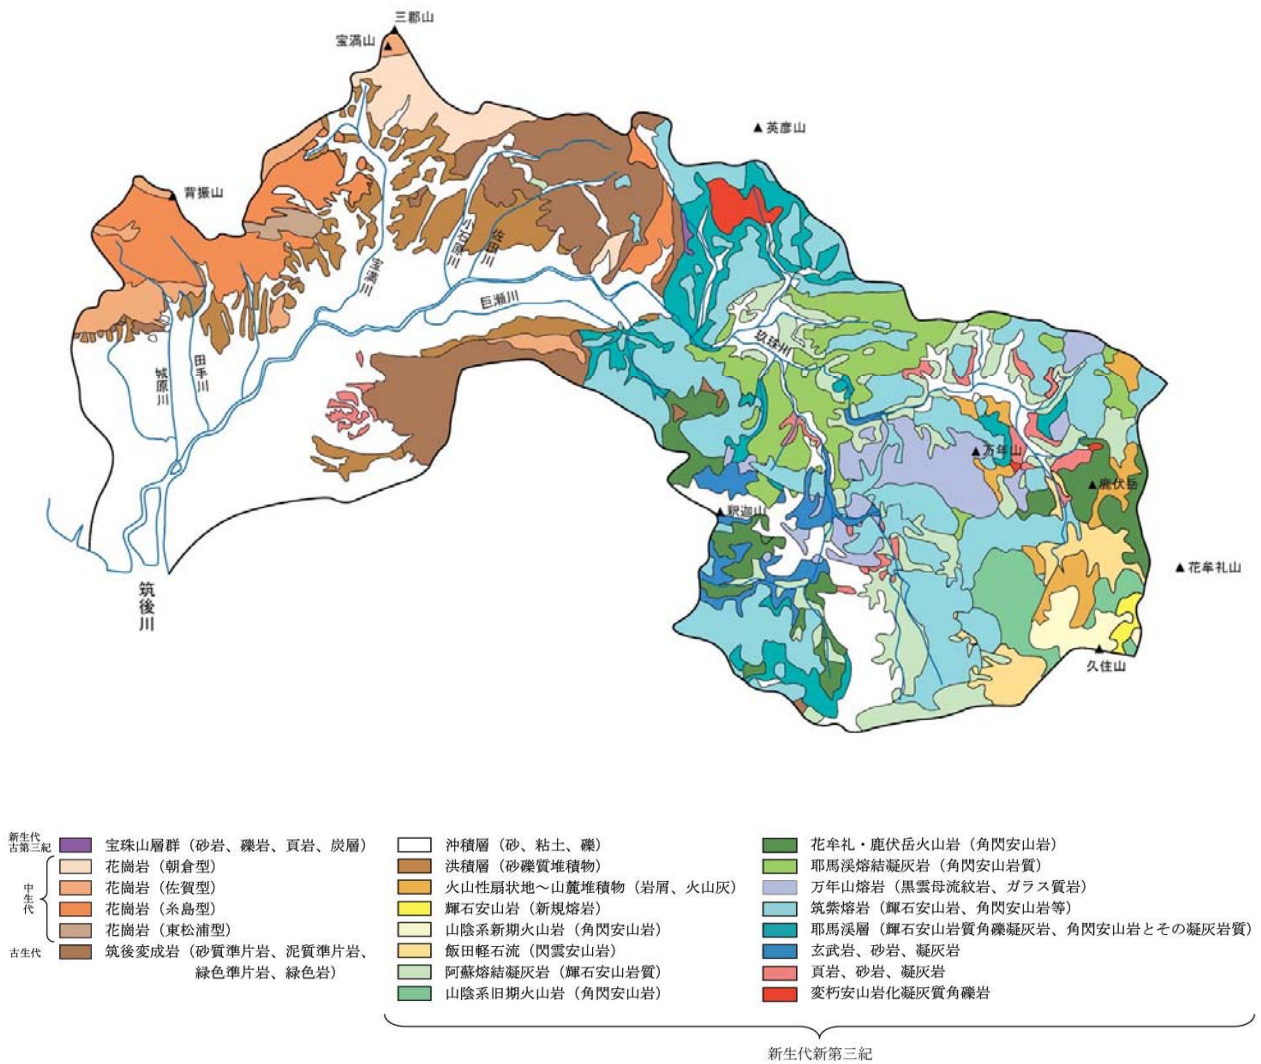 三郡山
宝満山
英彦山
背振山
小石原川
佐田川
宝満川
巨瀬川
玖珠川
城原川
田手川
万年山
鹿伏岳
釈迦山
花牟礼山
筑後川
久住山
新生代
古第三紀
宝珠山層群（砂岩、礫岩、頁岩、炭層）
中生代
花崗岩（朝倉型）
花崗岩（佐賀型）
花崗岩（糸島型）
花崗岩（東松浦型）
古生代
筑後変成岩（砂質準片岩、泥質準片岩、
緑色準片岩、緑色岩）
沖積層（砂、粘土、礫）
洪積層（砂礫質堆積物）
火山性扇状地～山麓堆積物（岩屑、火山灰）
輝石安山岩（新規熔岩）
山陰系新期火山岩（角閃安山岩）
飯田軽石流（閃雲安山岩）
阿蘇熔結凝灰岩（輝石安山岩質）
山陰系旧期火山岩（角閃安山岩）
花牟礼・鹿伏岳火山岩（角閃安山岩）
耶馬渓熔結凝灰岩（角閃安山岩質）
万年山熔岩（黒雲母流紋岩、ガラス質岩）
筑紫熔岩（輝石安山岩、角閃安山岩等）
耶馬渓層（輝石安山岩質角礫凝灰岩、角閃安山岩とその凝灰岩質）
玄武岩、砂岩、凝灰岩
頁岩、砂岩、凝灰岩
変朽安山岩化凝灰質角礫岩
新生代新第三紀